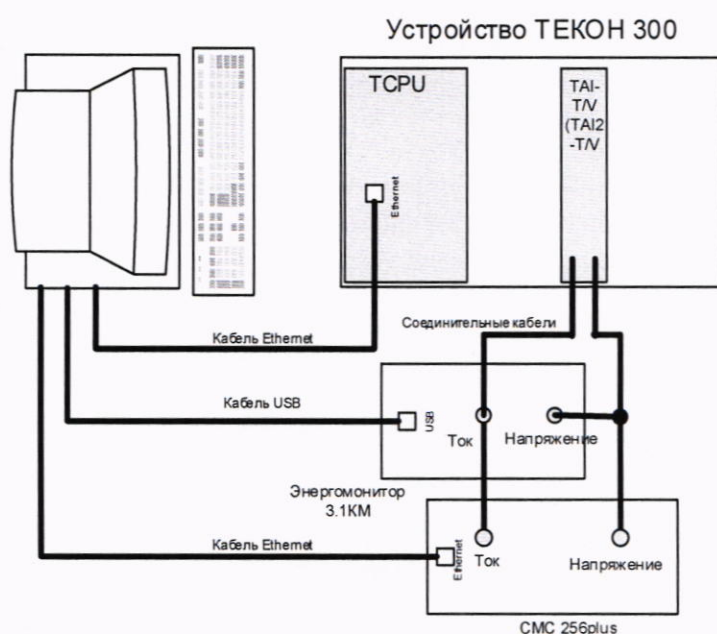 Устройство ТЕКОН 300
TCPU
TAI-
T/V
(TAI2
-T/V
Ethernet
Соединительные кабели
Кабель Ethernet
Кабель USB
USB
Ток
Напряжение
Энергомонитор
3.1КМ
Кабель Ethernet
Ethernet
Ток
Напряжение
СМС 256plus